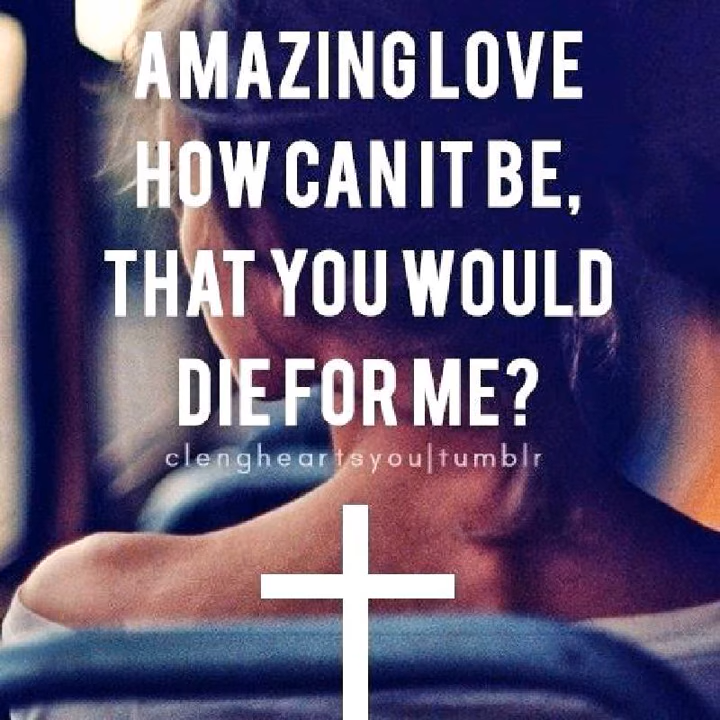 AMAZING LOVE
HOW CAN IT BE,
THAT YOU WOULD
DIE FOR ME?
clengheartsyou|tumblr